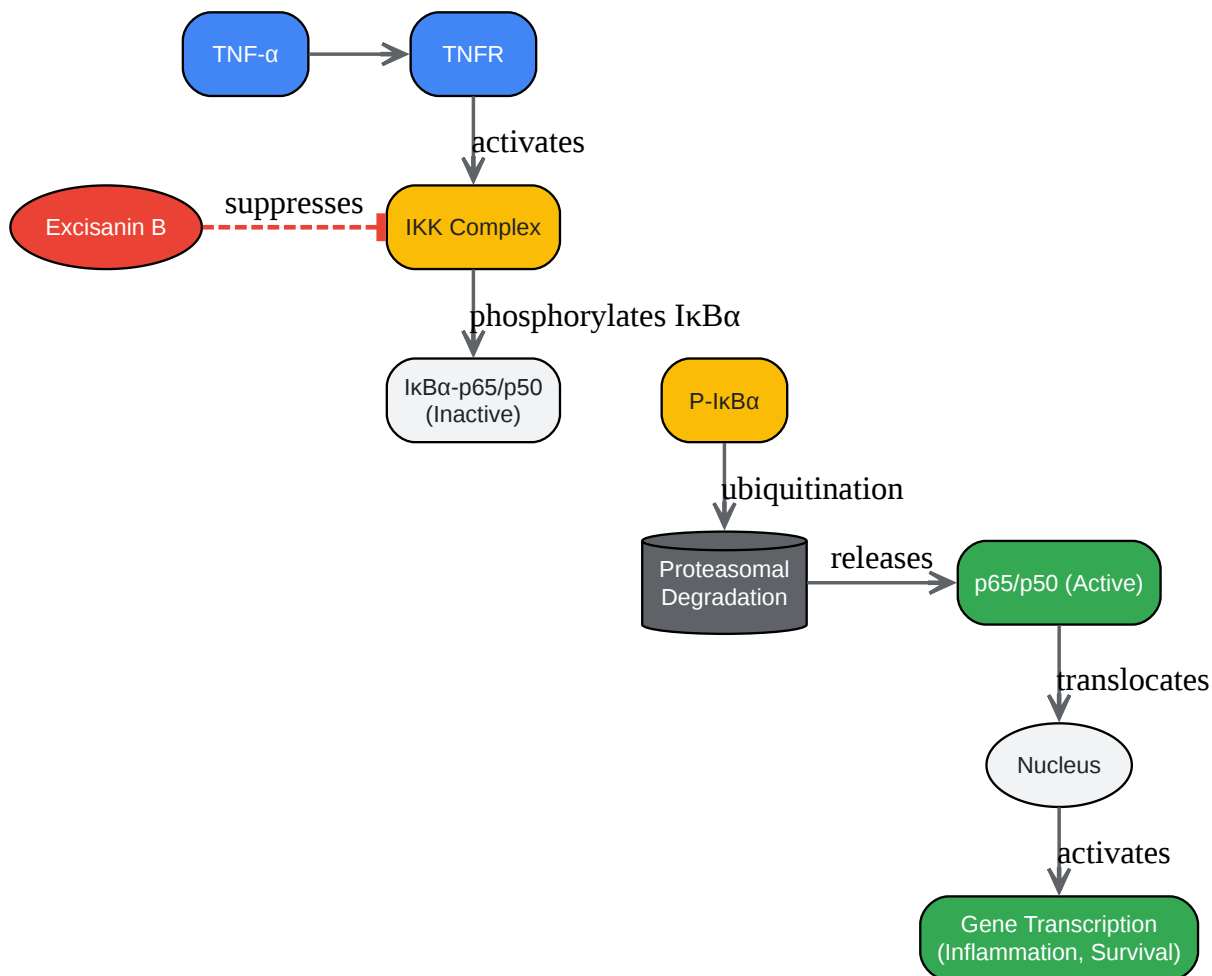 TNF-α
TNFR
activates
Excisanin B
suppresses
IKK Complex
phosphorylates IκBα
IκBα-p65/p50
(Inactive)
P-IκBα
ubiquitination
Proteasomal
Degradation
releases
p65/p50 (Active)
translocates
Nucleus
activates
Gene Transcription
(Inflammation, Survival)